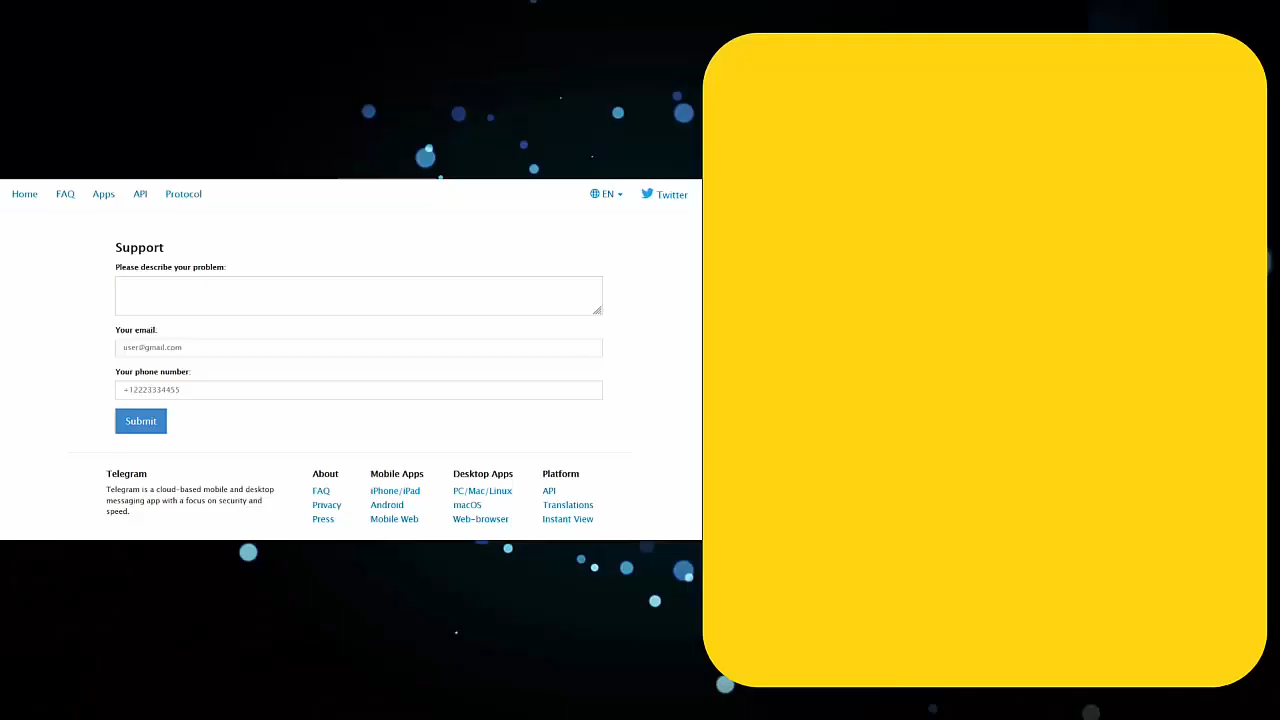 Home FAQ Apps API Protocol EN Twitter
Support
Please describe your problem:
Your email.
user@gmail.com
Your phone number:
+12223334455
Submit
Telegram
Telegram is a cloud-based mobile and desktop
messaging app with a focus on security and
speed.
About
FAQ
Privacy
Press
Mobile Apps
iPhone/iPad
Android
Mobile Web
Desktop Apps
PC/Mac/Linux
macOS
Web-browser
Platform
API
Translations
Instant View